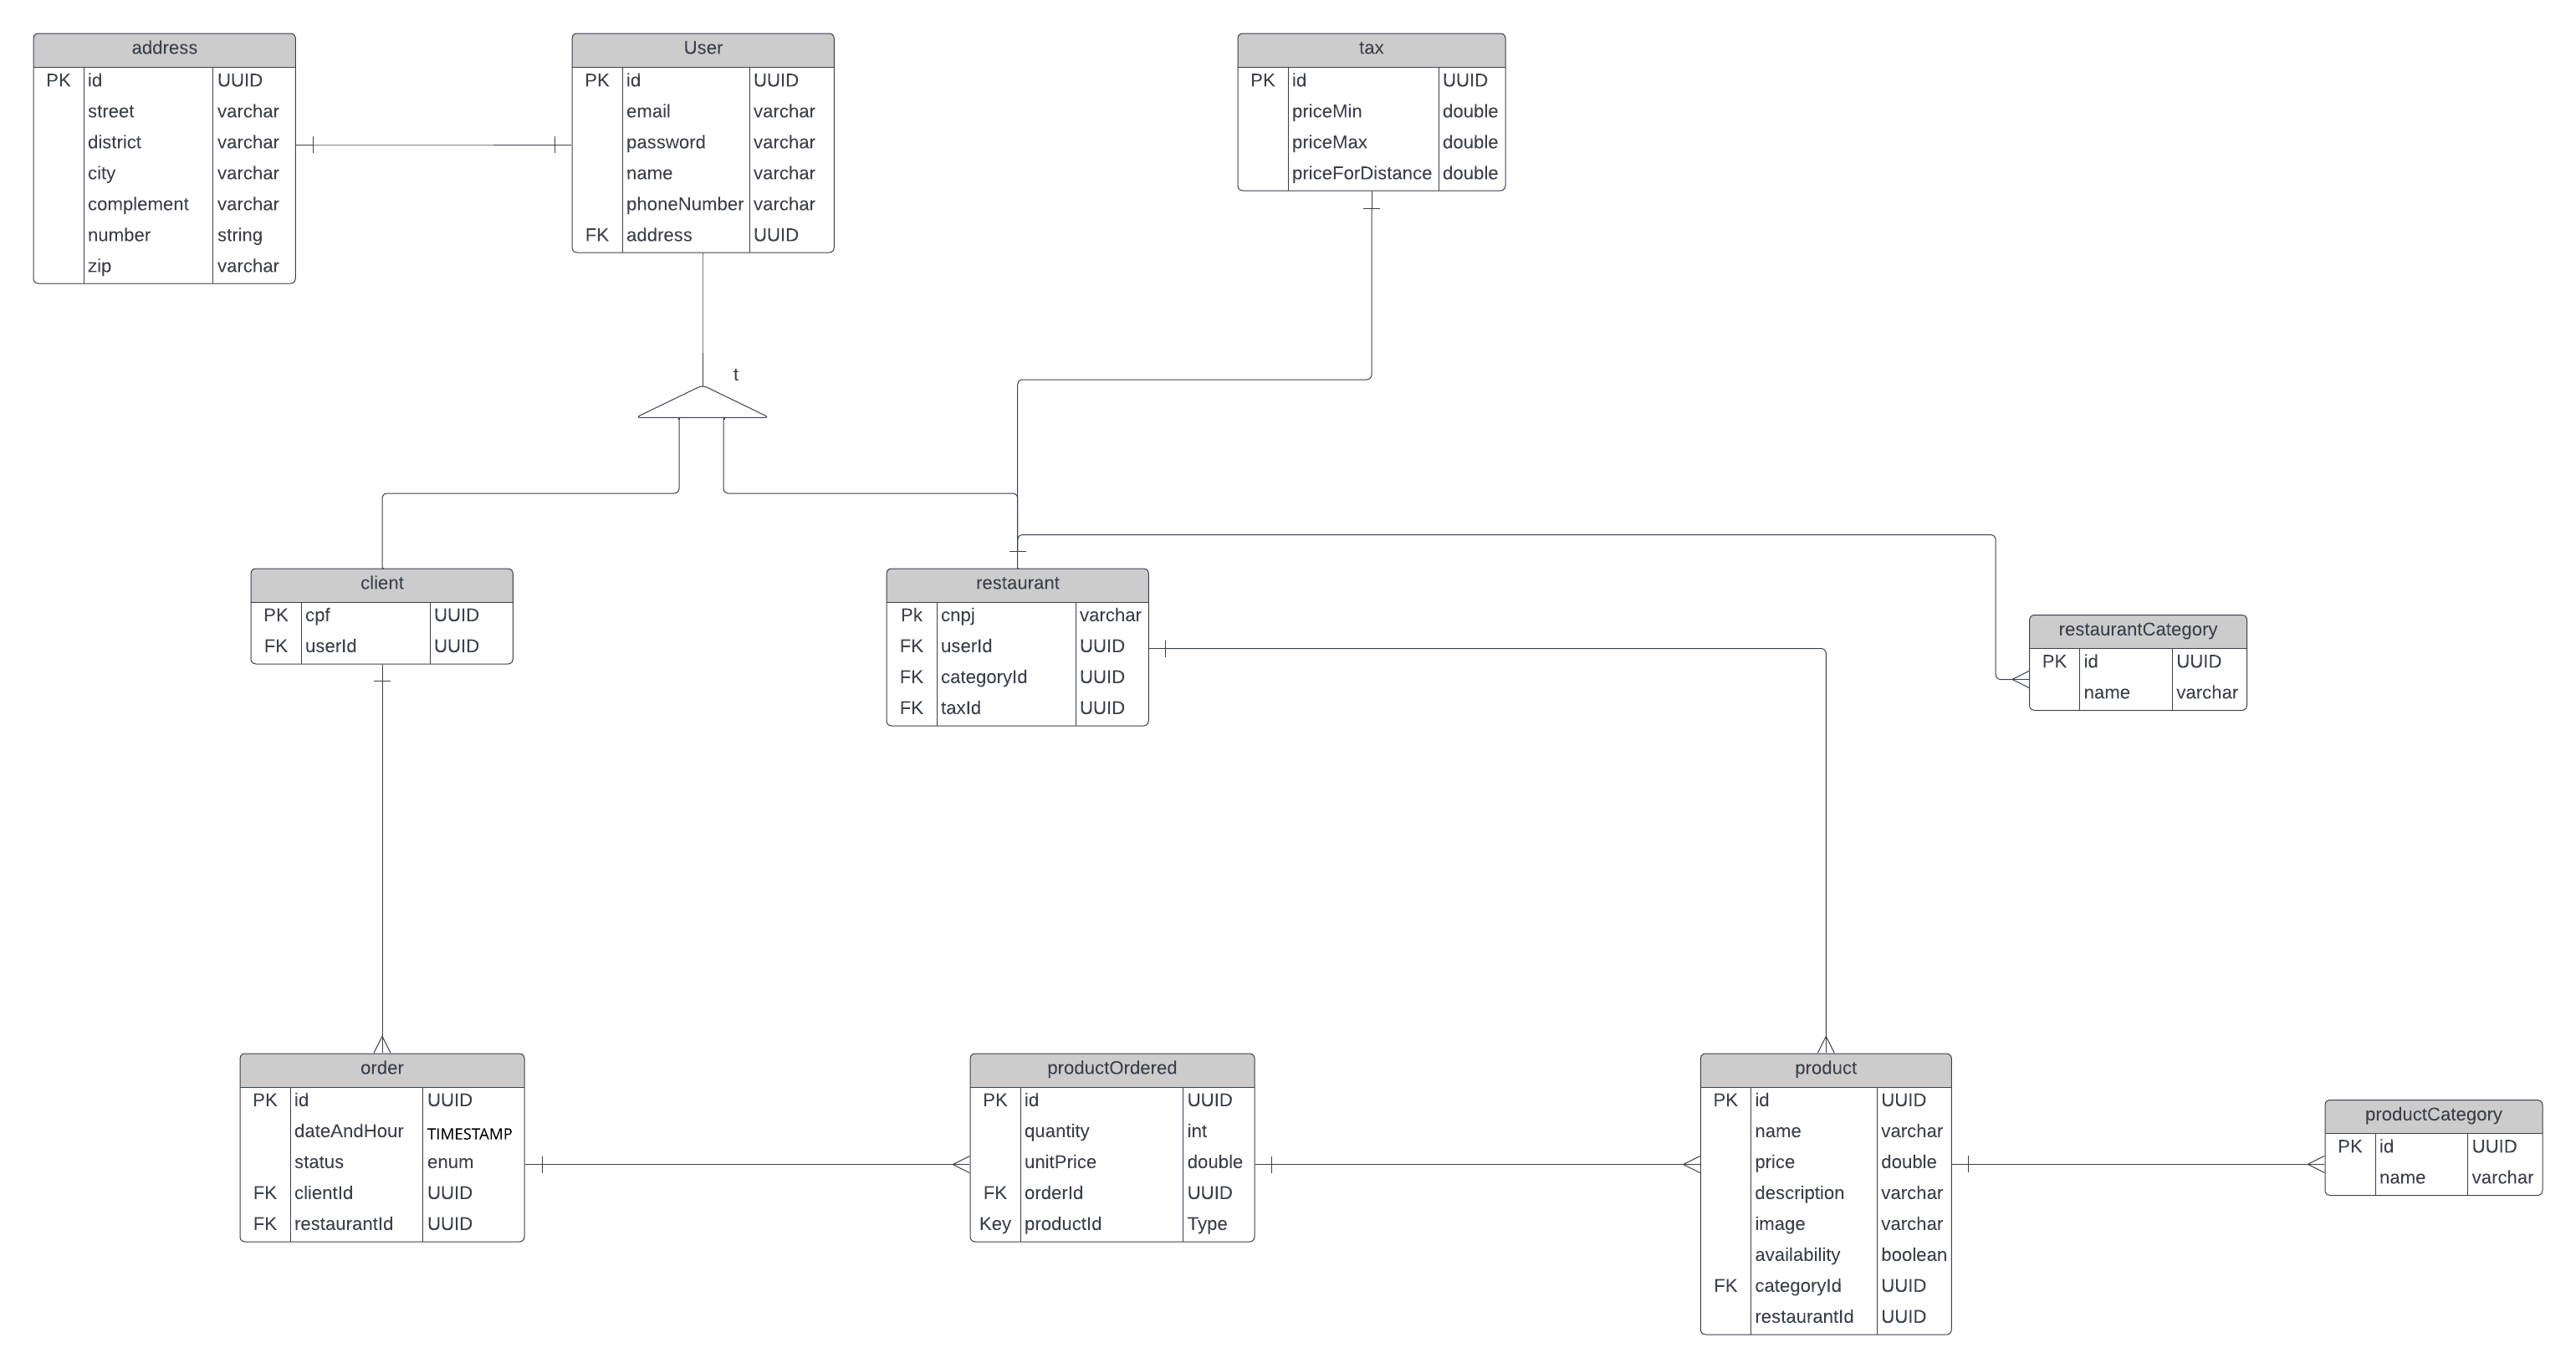 address
PK id UUID
street varchar
district varchar
city varchar
complement varchar
number string
zip varchar
User
PK id UUID
email varchar
password varchar
name varchar
phoneNumber varchar
FK address UUID
tax
PK id UUID
priceMin double
priceMax double
priceForDistance double
t
client
PK cpf UUID
FK userId UUID
restaurant
Pk cnpj varchar
FK userId UUID
FK categoryId UUID
FK taxId UUID
restaurantCategory
PK id UUID
name varchar
order
PK id UUID
dateAndHour TIMESTAMP
status enum
FK clientId UUID
FK restaurantId UUID
productOrdered
PK id UUID
quantity int
unitPrice double
FK orderId UUID
Key productId Type
product
PK id UUID
name varchar
price double
description varchar
image varchar
availability boolean
FK categoryId UUID
restaurantId UUID
productCategory
PK id UUID
name varchar